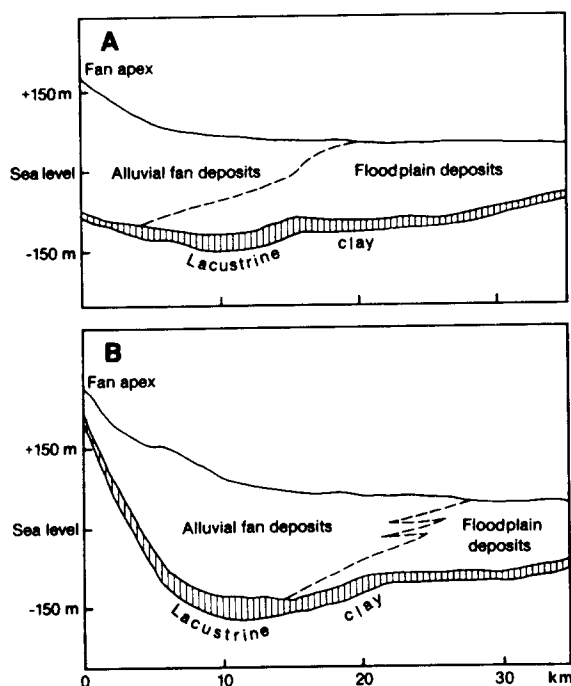 A
Fan apex
+150 m
Sea level
Alluvial fan deposits
Floodplain deposits
-150 m
Lacustrine clay
B
Fan apex
+150 m
Sea level
Alluvial fan deposits
Floodplain
deposits
-150 m
Lacustrine clay
0 10 20 30 km